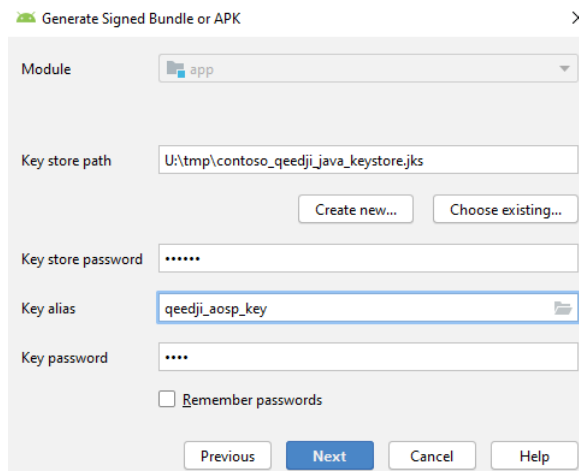 Generate Signed Bundle or APK
Module app
Key store path U:\tmp\contoso_qeedji_java_keystore.jks
Create new... Choose existing...
Key store password ••••••
Key alias qeedji_aosp_key
Key password ••••
Remember passwords
Previous Next Cancel Help